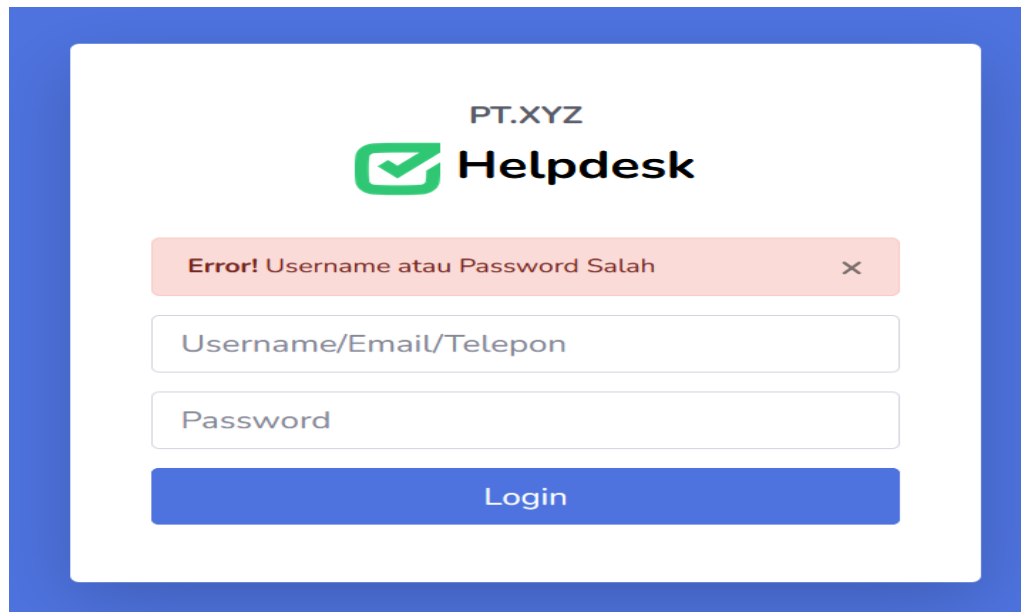 PT.XYZ
Helpdesk
Error! Username atau Password Salah
Username/Email/Telepon
Password
Login